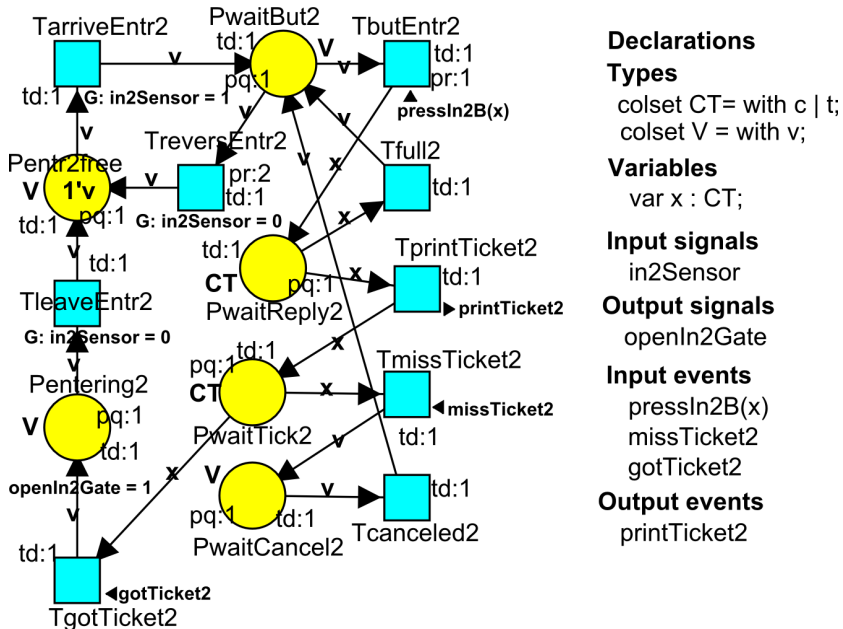 PwaitBut2
TarriveEntr2
TbutEntr2
td:1
V
v
v
td:1
pq:1
pr:1
td:1
G: in2Sensor = 1
pressIn2B(x)
v
v
v
TreversEntr2
v
x
Tfull2
Pentr2free
V
1'v
v
pr:2
td:1
td:1
pq:1
td:1
G: in2Sensor = 0
x
v
td:1
td:1
TprintTicket2
x
td:1
CT
pq:1
TleaveEntr2
PwaitReply2
printTicket2
G: in2Sensor = 0
x
td:1
pq:1
v
TmissTicket2
Pentering2
CT
x
missTicket2
pq:1
V
PwaitTick2
td:1
v
td:1
V
x
openIn2Gate = 1
v
td:1
v
pq:1
td:1
Tcanceled2
PwaitCancel2
td:1
gotTicket2
TgotTicket2
Declarations
Types
colset CT= with c | t;
colset V = with v;
Variables
var x : CT;
Input signals
in2Sensor
Output signals
openIn2Gate
Input events
pressIn2B(x)
missTicket2
gotTicket2
Output events
printTicket2